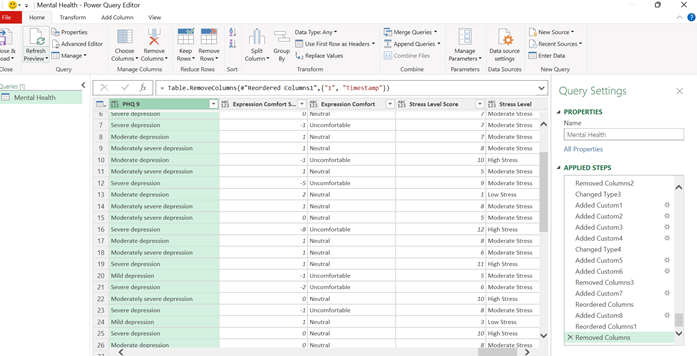 Mental Health - Power Query Editor
File Home Transform Add Column View
Close & Load
Refresh Preview
Properties
Advanced Editor
Manage
Choose Columns
Remove Columns
Keep Rows
Remove Rows
Split Column
Group By
Data Type: Any
Use First Row as Headers
Replace Values
Merge Queries
Append Queries
Combine Files
Manage Parameters
Data source settings
New Source
Recent Sources
Enter Data
Close Query Manage Columns Reduce Rows Sort Transform Combine Parameters Data Sources New Query
Queries [1]
Mental Health
= Table.RemoveColumns(#"Reordered Columns1",{"1", "Timestamp"})
PHQ 9 Expression Comfort S... Expression Comfort Stress Level Score Stress Level
6 Severe depression 0 Neutral 7 Moderate Stress
7 Severe depression -1 Uncomfortable 7 Moderate Stress
8 Moderate depression 1 Neutral 7 Moderate Stress
9 Moderately severe depression 1 Neutral 8 Moderate Stress
10 Moderate depression -1 Uncomfortable 10 High Stress
11 Moderately severe depression 1 Neutral 5 Moderate Stress
12 Severe depression -5 Uncomfortable 9 Moderate Stress
13 Moderate depression 2 Neutral 1 Low Stress
14 Moderately severe depression 1 Neutral 8 Moderate Stress
15 Moderately severe depression 0 Neutral 5 Moderate Stress
16 Severe depression -8 Uncomfortable 12 High Stress
17 Moderate depression 1 Neutral 8 Moderate Stress
18 Moderately severe depression 1 Neutral 6 Moderate Stress
19 Severe depression 1 Neutral 11 High Stress
20 Mild depression -1 Uncomfortable 5 Moderate Stress
21 Severe depression -2 Uncomfortable 6 Moderate Stress
22 Moderately severe depression 0 Neutral 10 High Stress
23 Severe depression -1 Uncomfortable 8 Moderate Stress
24 Mild depression 1 Neutral 3 Low Stress
25 Severe depression 0 Neutral 10 High Stress
26 Moderate depression 0 Neutral 8 Moderate Stress
Query Settings
PROPERTIES
Name
Mental Health
All Properties
APPLIED STEPS
Removed Columns2
Changed Type3
Added Custom1
Added Custom2
Added Custom3
Added Custom4
Changed Type4
Added Custom5
Added Custom6
Removed Columns3
Added Custom7
Reordered Columns
Added Custom8
Reordered Columns1
Removed Columns